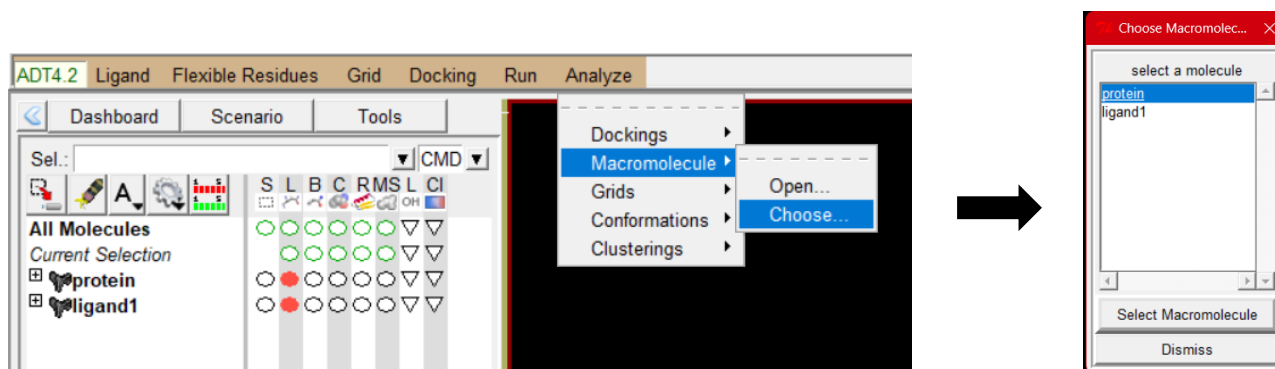 ADT4.2 Ligand Flexible Residues Grid Docking Run Analyze
Dashboard Scenario Tools
Sel.: CMD
S L B C R MS L Cl
OH
All Molecules
Current Selection
protein
ligand1
Dockings
Macromolecule
Grids
Conformations
Clusterings
Open...
Choose...
Choose Macromolec...
select a molecule
protein
ligand1
Select Macromolecule
Dismiss